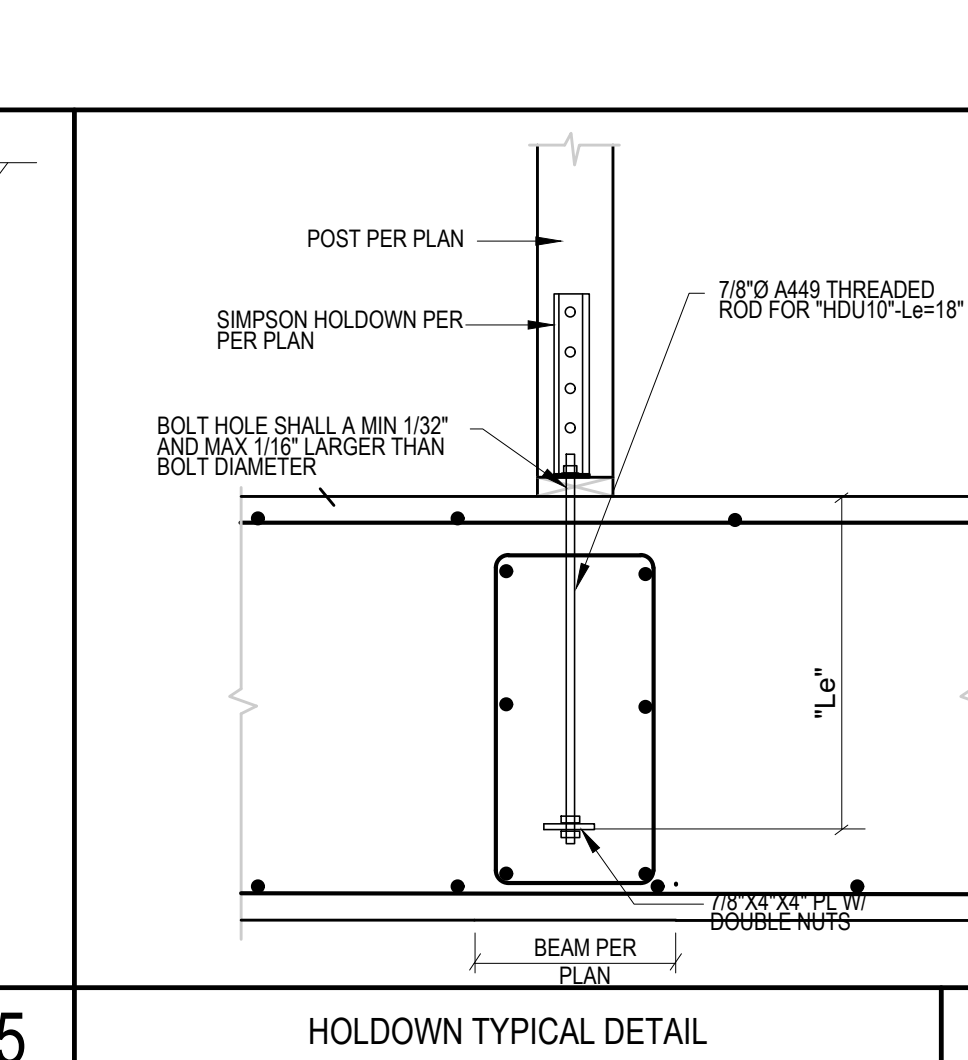 POST PER PLAN
7/8"Ø A449 THREADED
ROD FOR "HDU10"-Le=18"
SIMPSON HOLDOWN PER
PER PLAN
BOLT HOLE SHALL A MIN 1/32"
AND MAX 1/16" LARGER THAN
BOLT DIAMETER
"Le"
7/8"X4"X4" PL W/
DOUBLE NUTS
BEAM PER
PLAN
5
HOLDOWN TYPICAL DETAIL